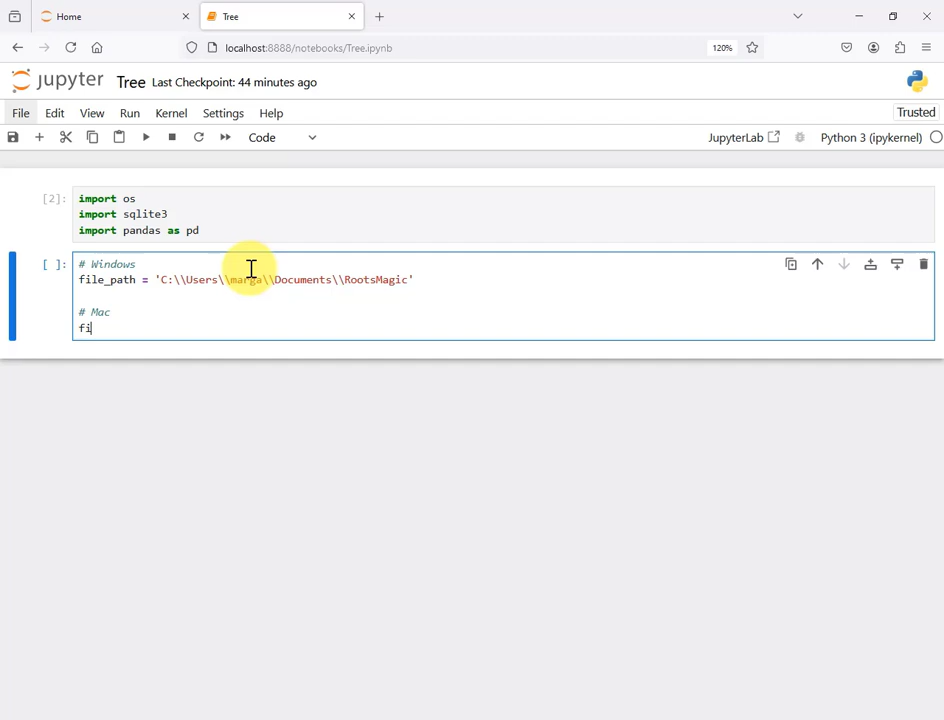 Home
Tree
localhost:8888/notebooks/Tree.ipynb
120%
jupyter Tree Last Checkpoint: 44 minutes ago
File Edit View Run Kernel Settings Help
Trusted
Code
JupyterLab
Python 3 (ipykernel)
[2]: import os
import sqlite3
import pandas as pd
[ ]: # Windows
file_path = 'C:\\Users\\marga\\Documents\\RootsMagic'
# Mac
fi